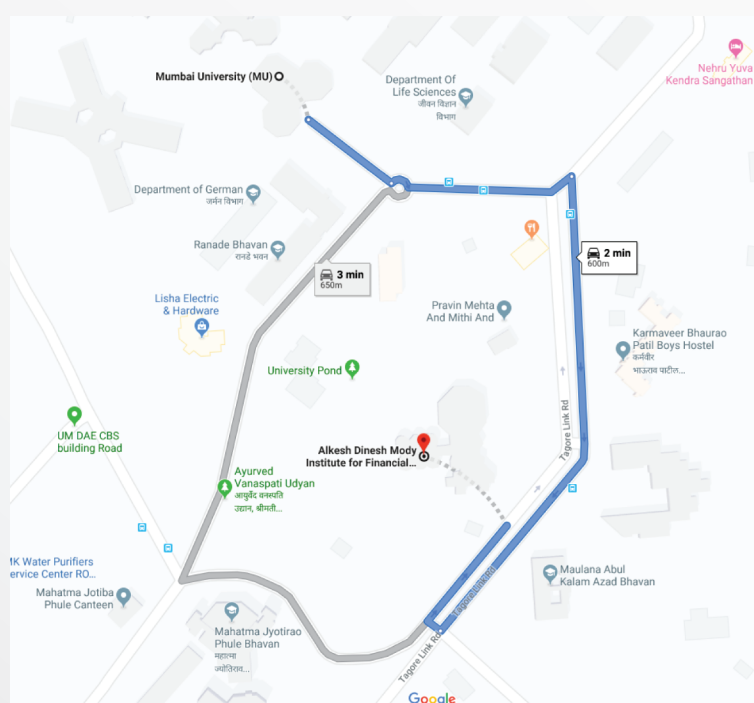 Mumbai University (MU)
Department Of
Life Sciences
जीवन विज्ञान
विभाग
Nehru Yuva
Kendra Sangathan
Department of German
जर्मन विभाग
Ranade Bhavan
रानडे भवन
3 min
650m
2 min
600m
Lisha Electric
& Hardware
Pravin Mehta
And Mithi And
Karmaveer Bhaurao
Patil Boys Hostel
कर्मवीर
भाऊराव पाटील...
University Pond
Tagore Link Rd
UM DAE CBS
building Road
Alkesh Dinesh Mody
Institute for Financial...
Ayurved
Vanaspati Udyan
आयुर्वेद वनस्पति
उद्यान, श्रीमती...
MK Water Purifiers
ervice Center RO...
Mahatma Jotiba
Phule Canteen
Tagore Link Rd
Maulana Abul
Kalam Azad Bhavan
Mahatma Jyotirao
Phule Bhavan
महात्मा
ज्योतिराव...
Tagore Link Rd
Google